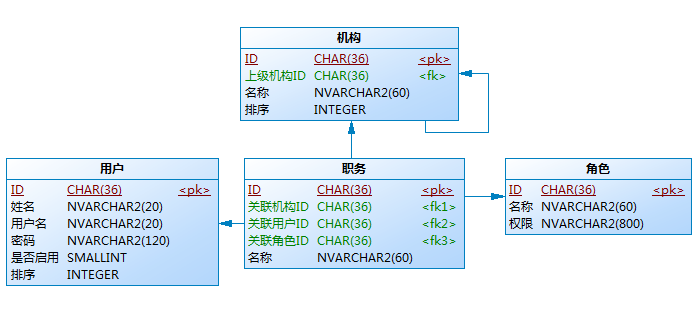 机构
ID CHAR(36) <pk>
上级机构ID CHAR(36) <fk>
名称 NVARCHAR2(60)
排序 INTEGER
用户
ID CHAR(36) <pk>
姓名 NVARCHAR2(20)
用户名 NVARCHAR2(20)
密码 NVARCHAR2(120)
是否启用 SMALLINT
排序 INTEGER
职务
ID CHAR(36) <pk>
关联机构ID CHAR(36) <fk1>
关联用户ID CHAR(36) <fk2>
关联角色ID CHAR(36) <fk3>
名称 NVARCHAR2(60)
角色
ID CHAR(36) <pk>
名称 NVARCHAR2(60)
权限 NVARCHAR2(800)